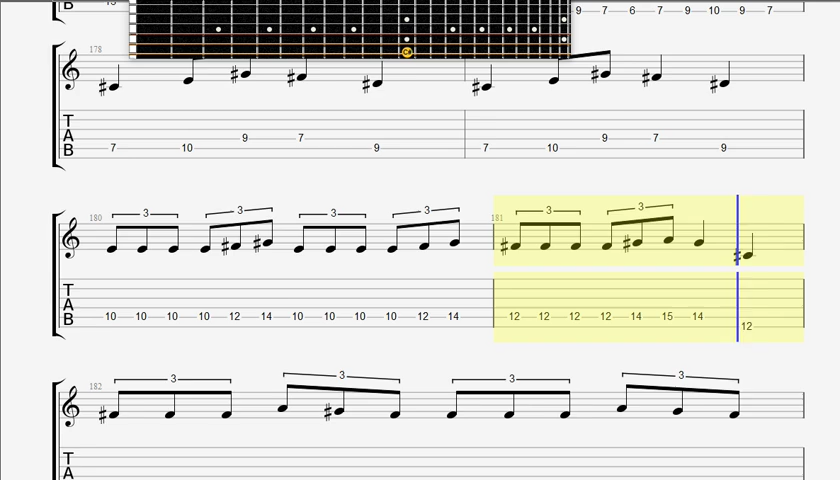 B 9 7 6 7 9 10 9 7
178
T
A 9 7 9 7
B 7 10 9 7 10 9
180 3 3 3 3 181 3 3
T
A
B 10 10 10 10 12 14 10 10 10 10 12 14 12 12 12 12 14 15 14
12
182 3 3 3 3
T
A